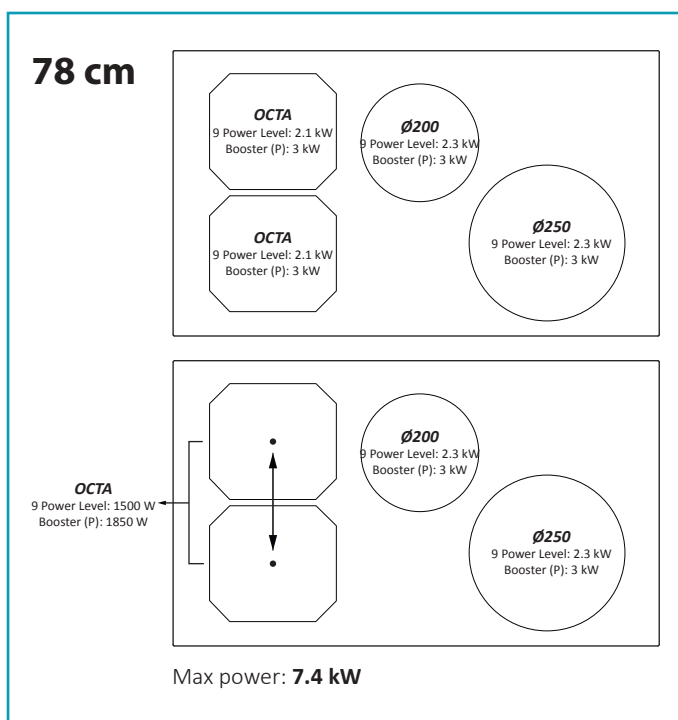 78 cm
OCTA
9 Power Level: 2.1 kW
Booster (P): 3 kW
Ø200
9 Power Level: 2.3 kW
Booster (P): 3 kW
OCTA
9 Power Level: 2.1 kW
Booster (P): 3 kW
Ø250
9 Power Level: 2.3 kW
Booster (P): 3 kW
Ø200
9 Power Level: 2.3 kW
Booster (P): 3 kW
OCTA
9 Power Level: 1500 W
Booster (P): 1850 W
Ø250
9 Power Level: 2.3 kW
Booster (P): 3 kW
Max power: 7.4 kW